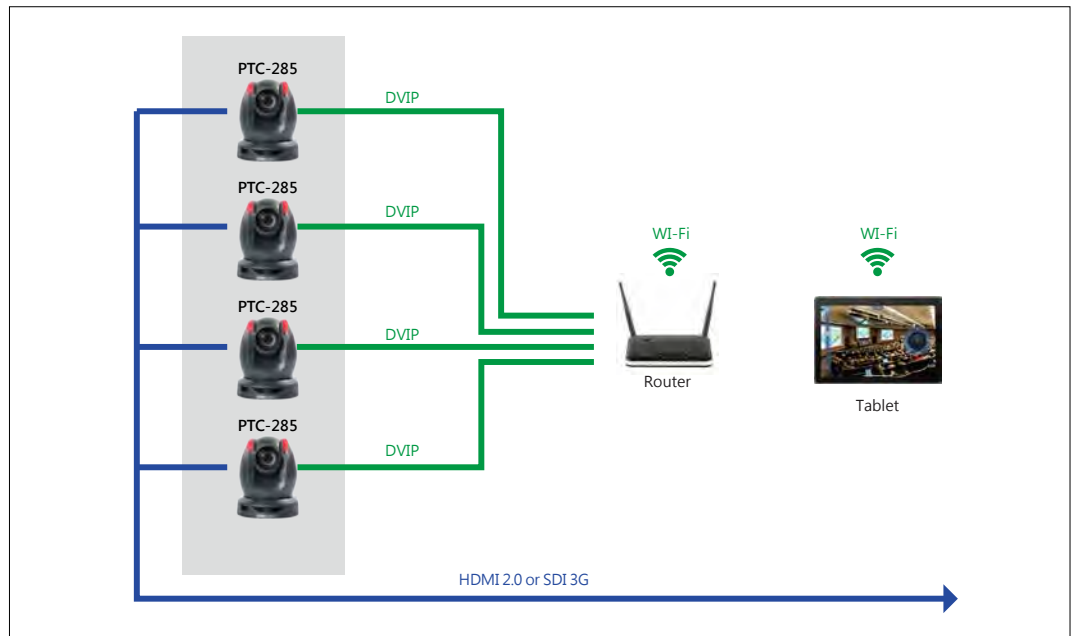 PTC-285
DVIP
PTC-285
DVIP
WI-Fi
WI-Fi
PTC-285
DVIP
Router
Tablet
PTC-285
DVIP
HDMI 2.0 or SDI 3G